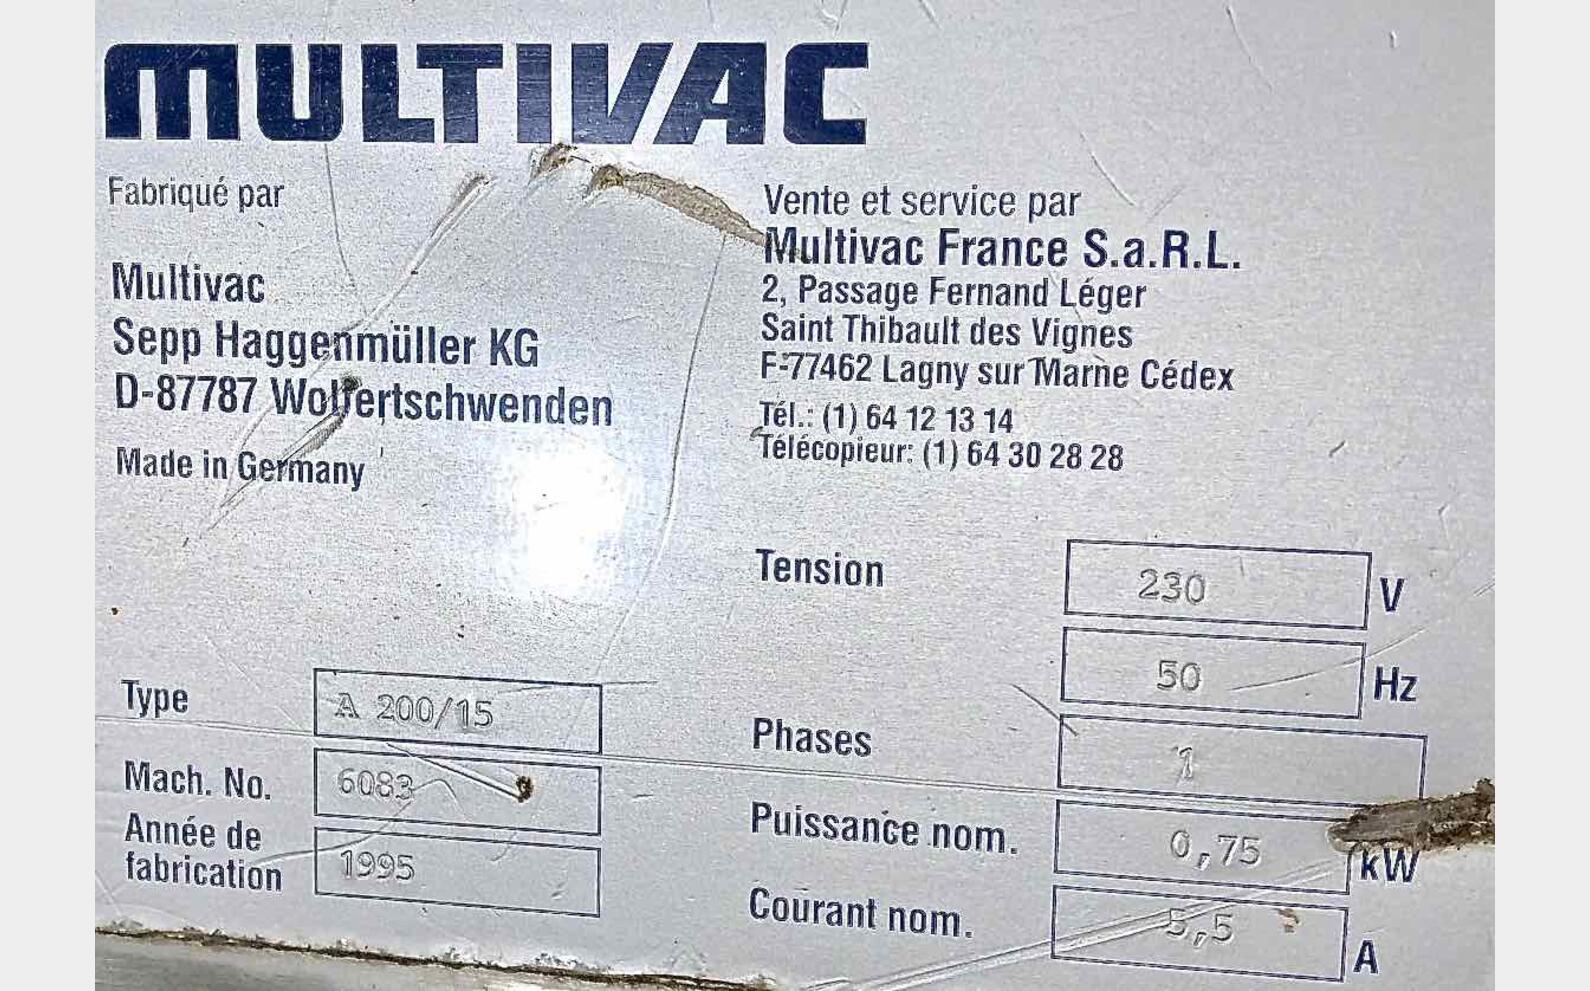 MULTIVAC
Fabriqué par
Multivac
Sepp Haggenmüller KG
D-87787 Wolfertschwenden
Made in Germany
Vente et service par
Multivac France S.a.R.L.
2, Passage Fernand Léger
Saint Thibault des Vignes
F-77462 Lagny sur Marne Cédex
Tél.: (1) 64 12 13 14
Télécopieur: (1) 64 30 28 28
Type A 200/15
Mach. No. 6083
Année de
fabrication 1995
Tension 230 V
50 Hz
Phases 1
Puissance nom. 0,75 kW
Courant nom. 5,5 A